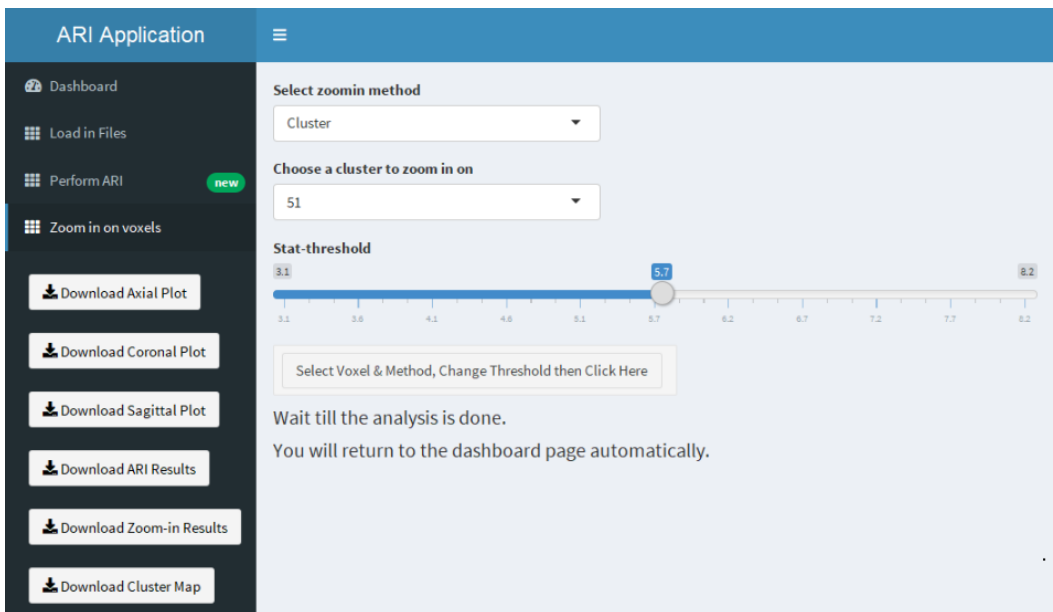 ARI Application
Dashboard
Load in Files
Perform ARI new
Zoom in on voxels
Download Axial Plot
Download Coronal Plot
Download Sagittal Plot
Download ARI Results
Download Zoom-in Results
Download Cluster Map
Select zoomin method
Cluster
Choose a cluster to zoom in on
51
Stat-threshold
3.1 5.7 8.2
3.1 3.6 4.1 4.6 5.1 5.7 6.2 6.7 7.2 7.7 8.2
Select Voxel & Method, Change Threshold then Click Here
Wait till the analysis is done.
You will return to the dashboard page automatically.
.